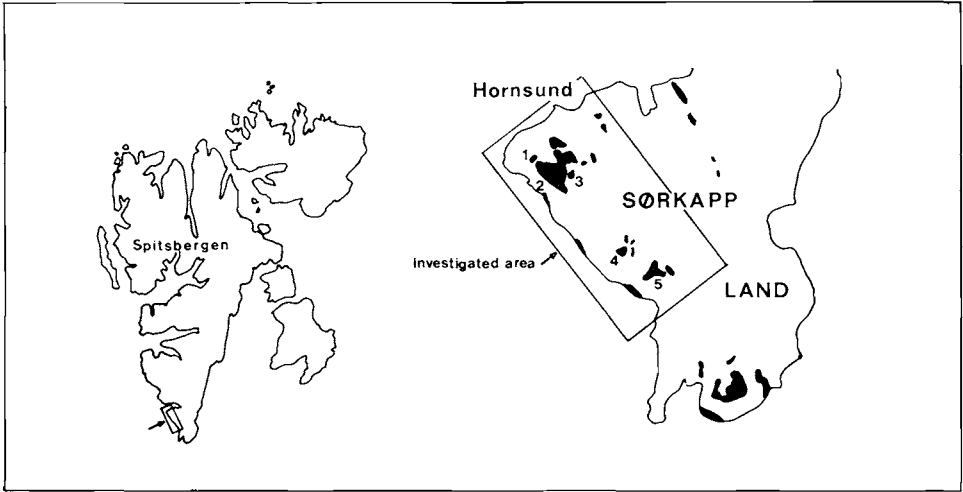 Spitsbergen
Hornsund
1
2
3
SØRKAPP
4
investigated area
5
LAND